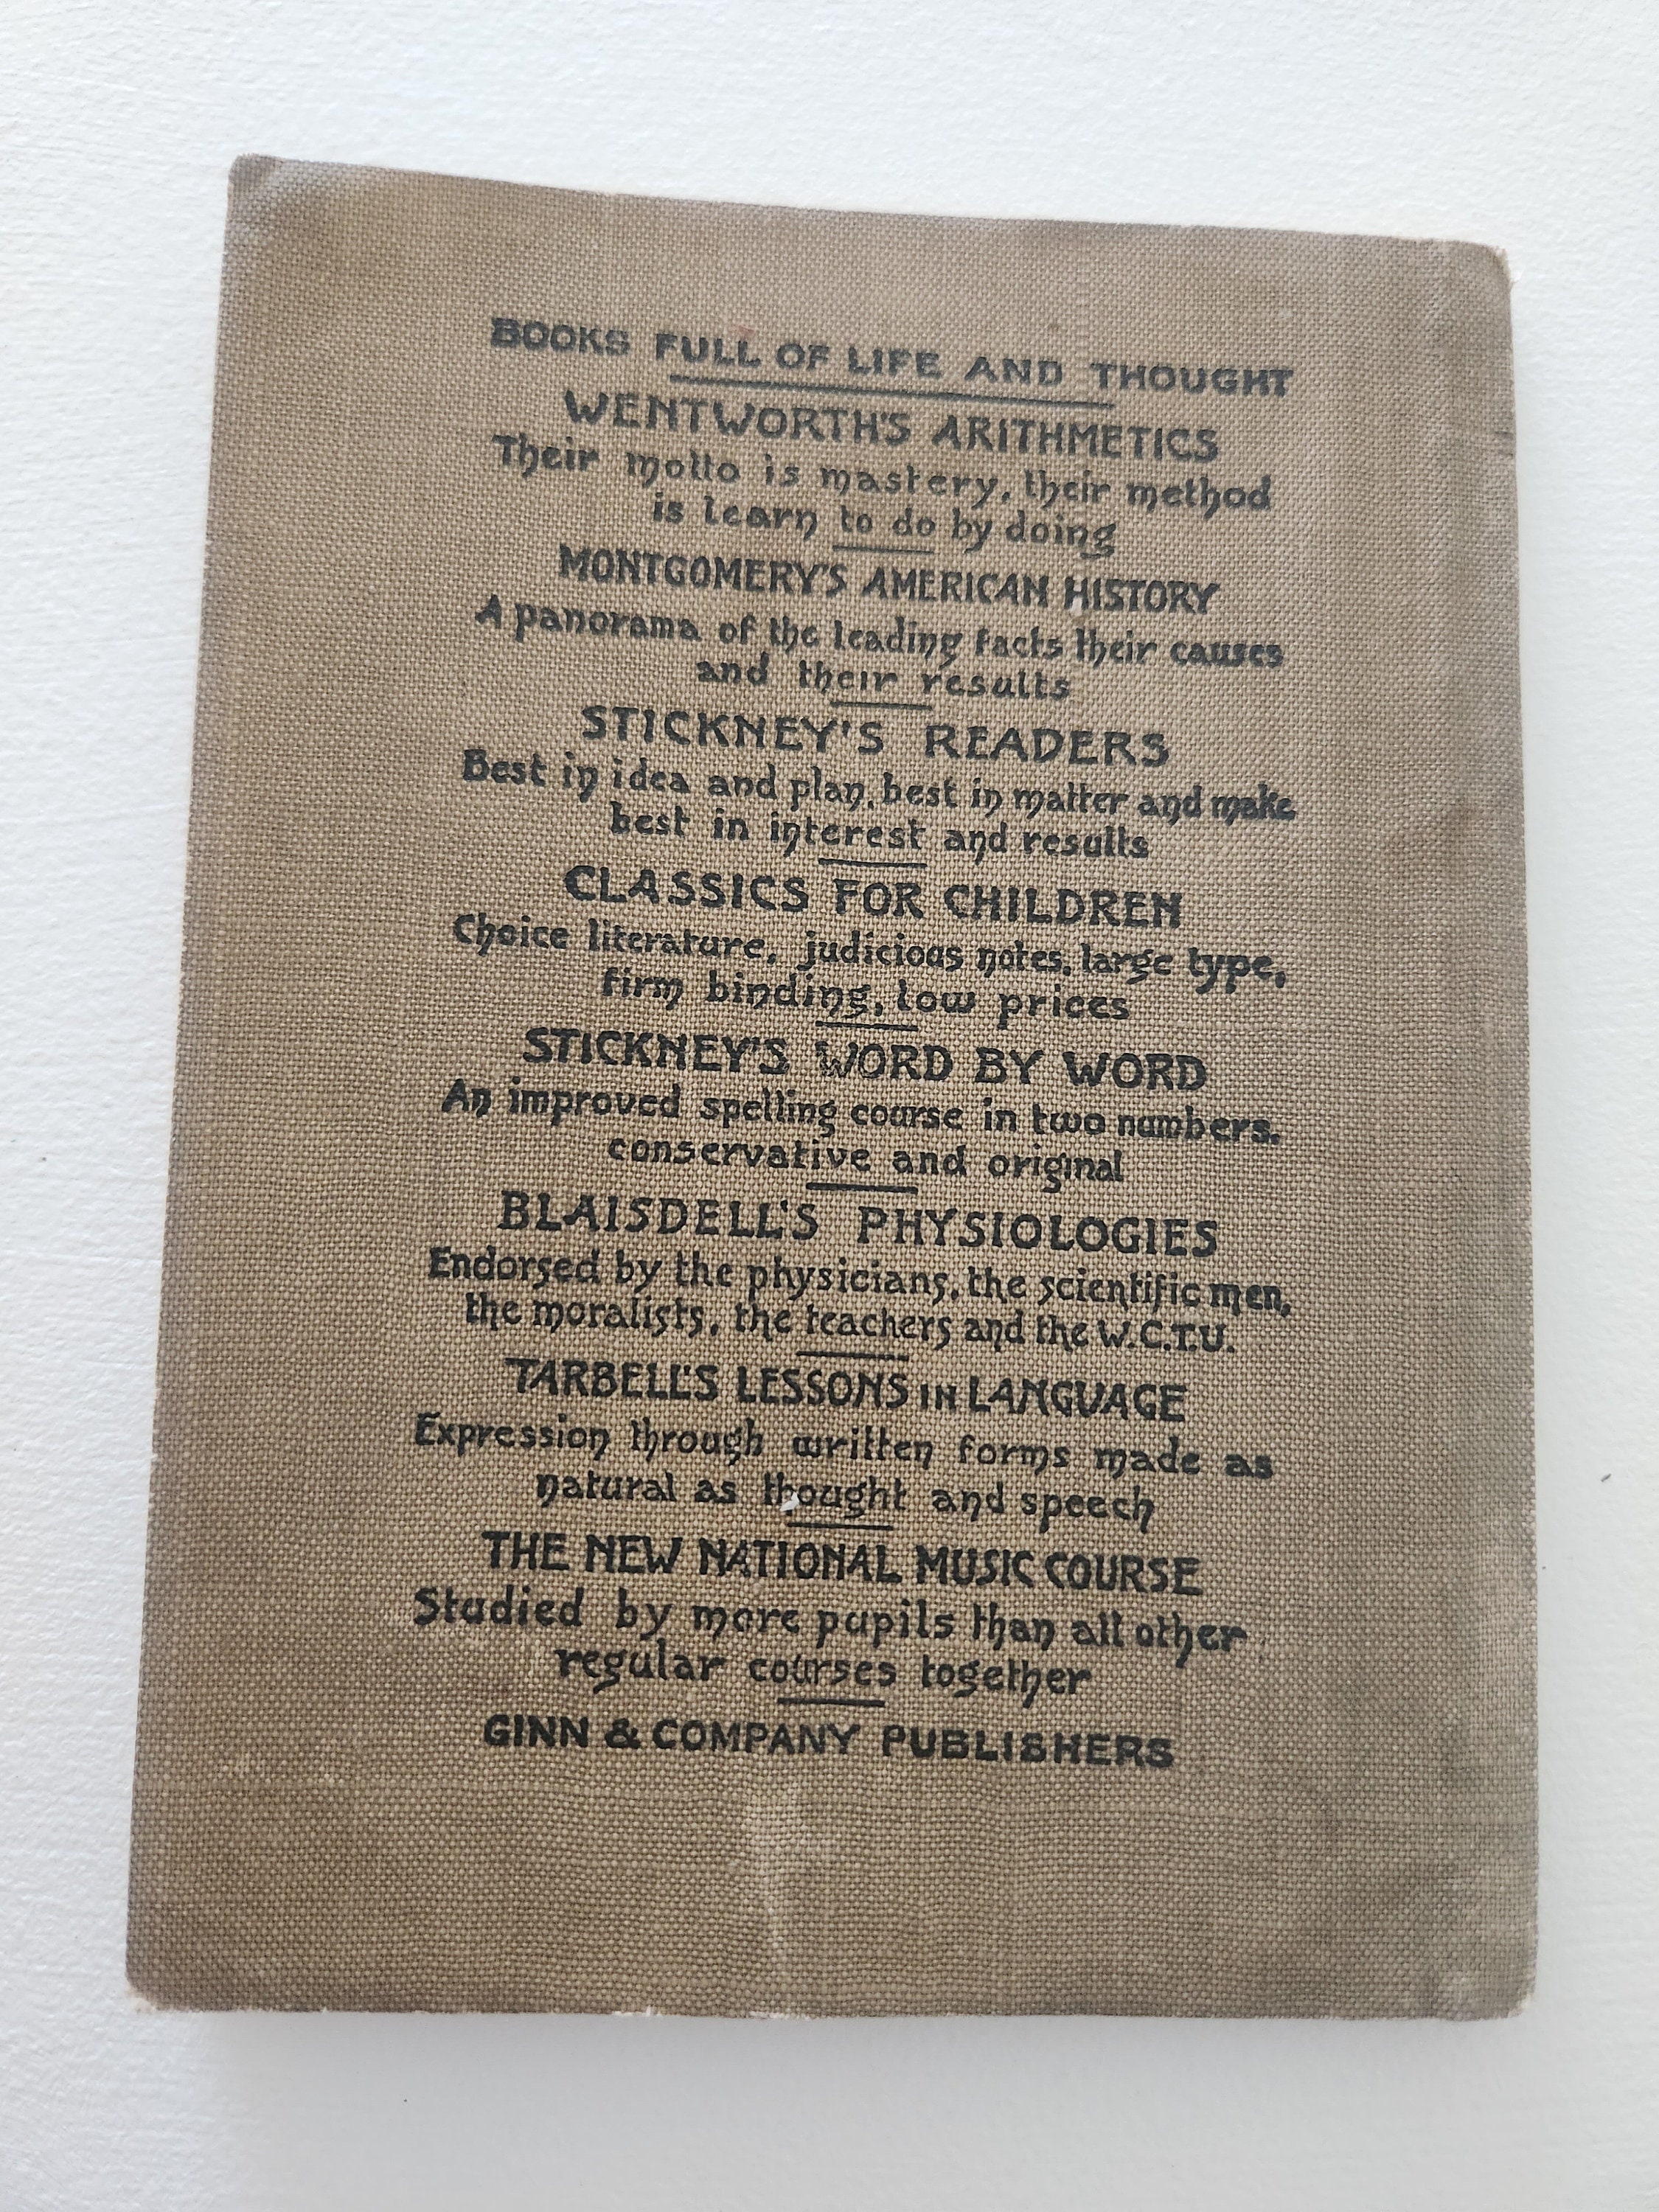 BOOKS FULL OF LIFE AND THOUGHT
WENTWORTH'S ARITHMETICS
Their motto is mastery, their method
is learn to do by doing
MONTGOMERY'S AMERICAN HISTORY
A panorama of the leading facts their causes
and their results
STICKNEY'S READERS
Best in idea and plan, best in matter and make
best in interest and results
CLASSICS FOR CHILDREN
Choice literature, judicious notes, large type,
firm binding, low prices
STICKNEY'S WORD BY WORD
An improved spelling course in two numbers.
conservative and original
BLAISDELL'S PHYSIOLOGIES
Endorsed by the physicians, the scientific men,
the moralists, the teachers and the W.C.T.U.
TARBELL'S LESSONS IN LANGUAGE
Expression through written forms made as
natural as thought and speech
THE NEW NATIONAL MUSIC COURSE
Studied by more pupils than all other
regular courses together
GINN & COMPANY PUBLISHERS